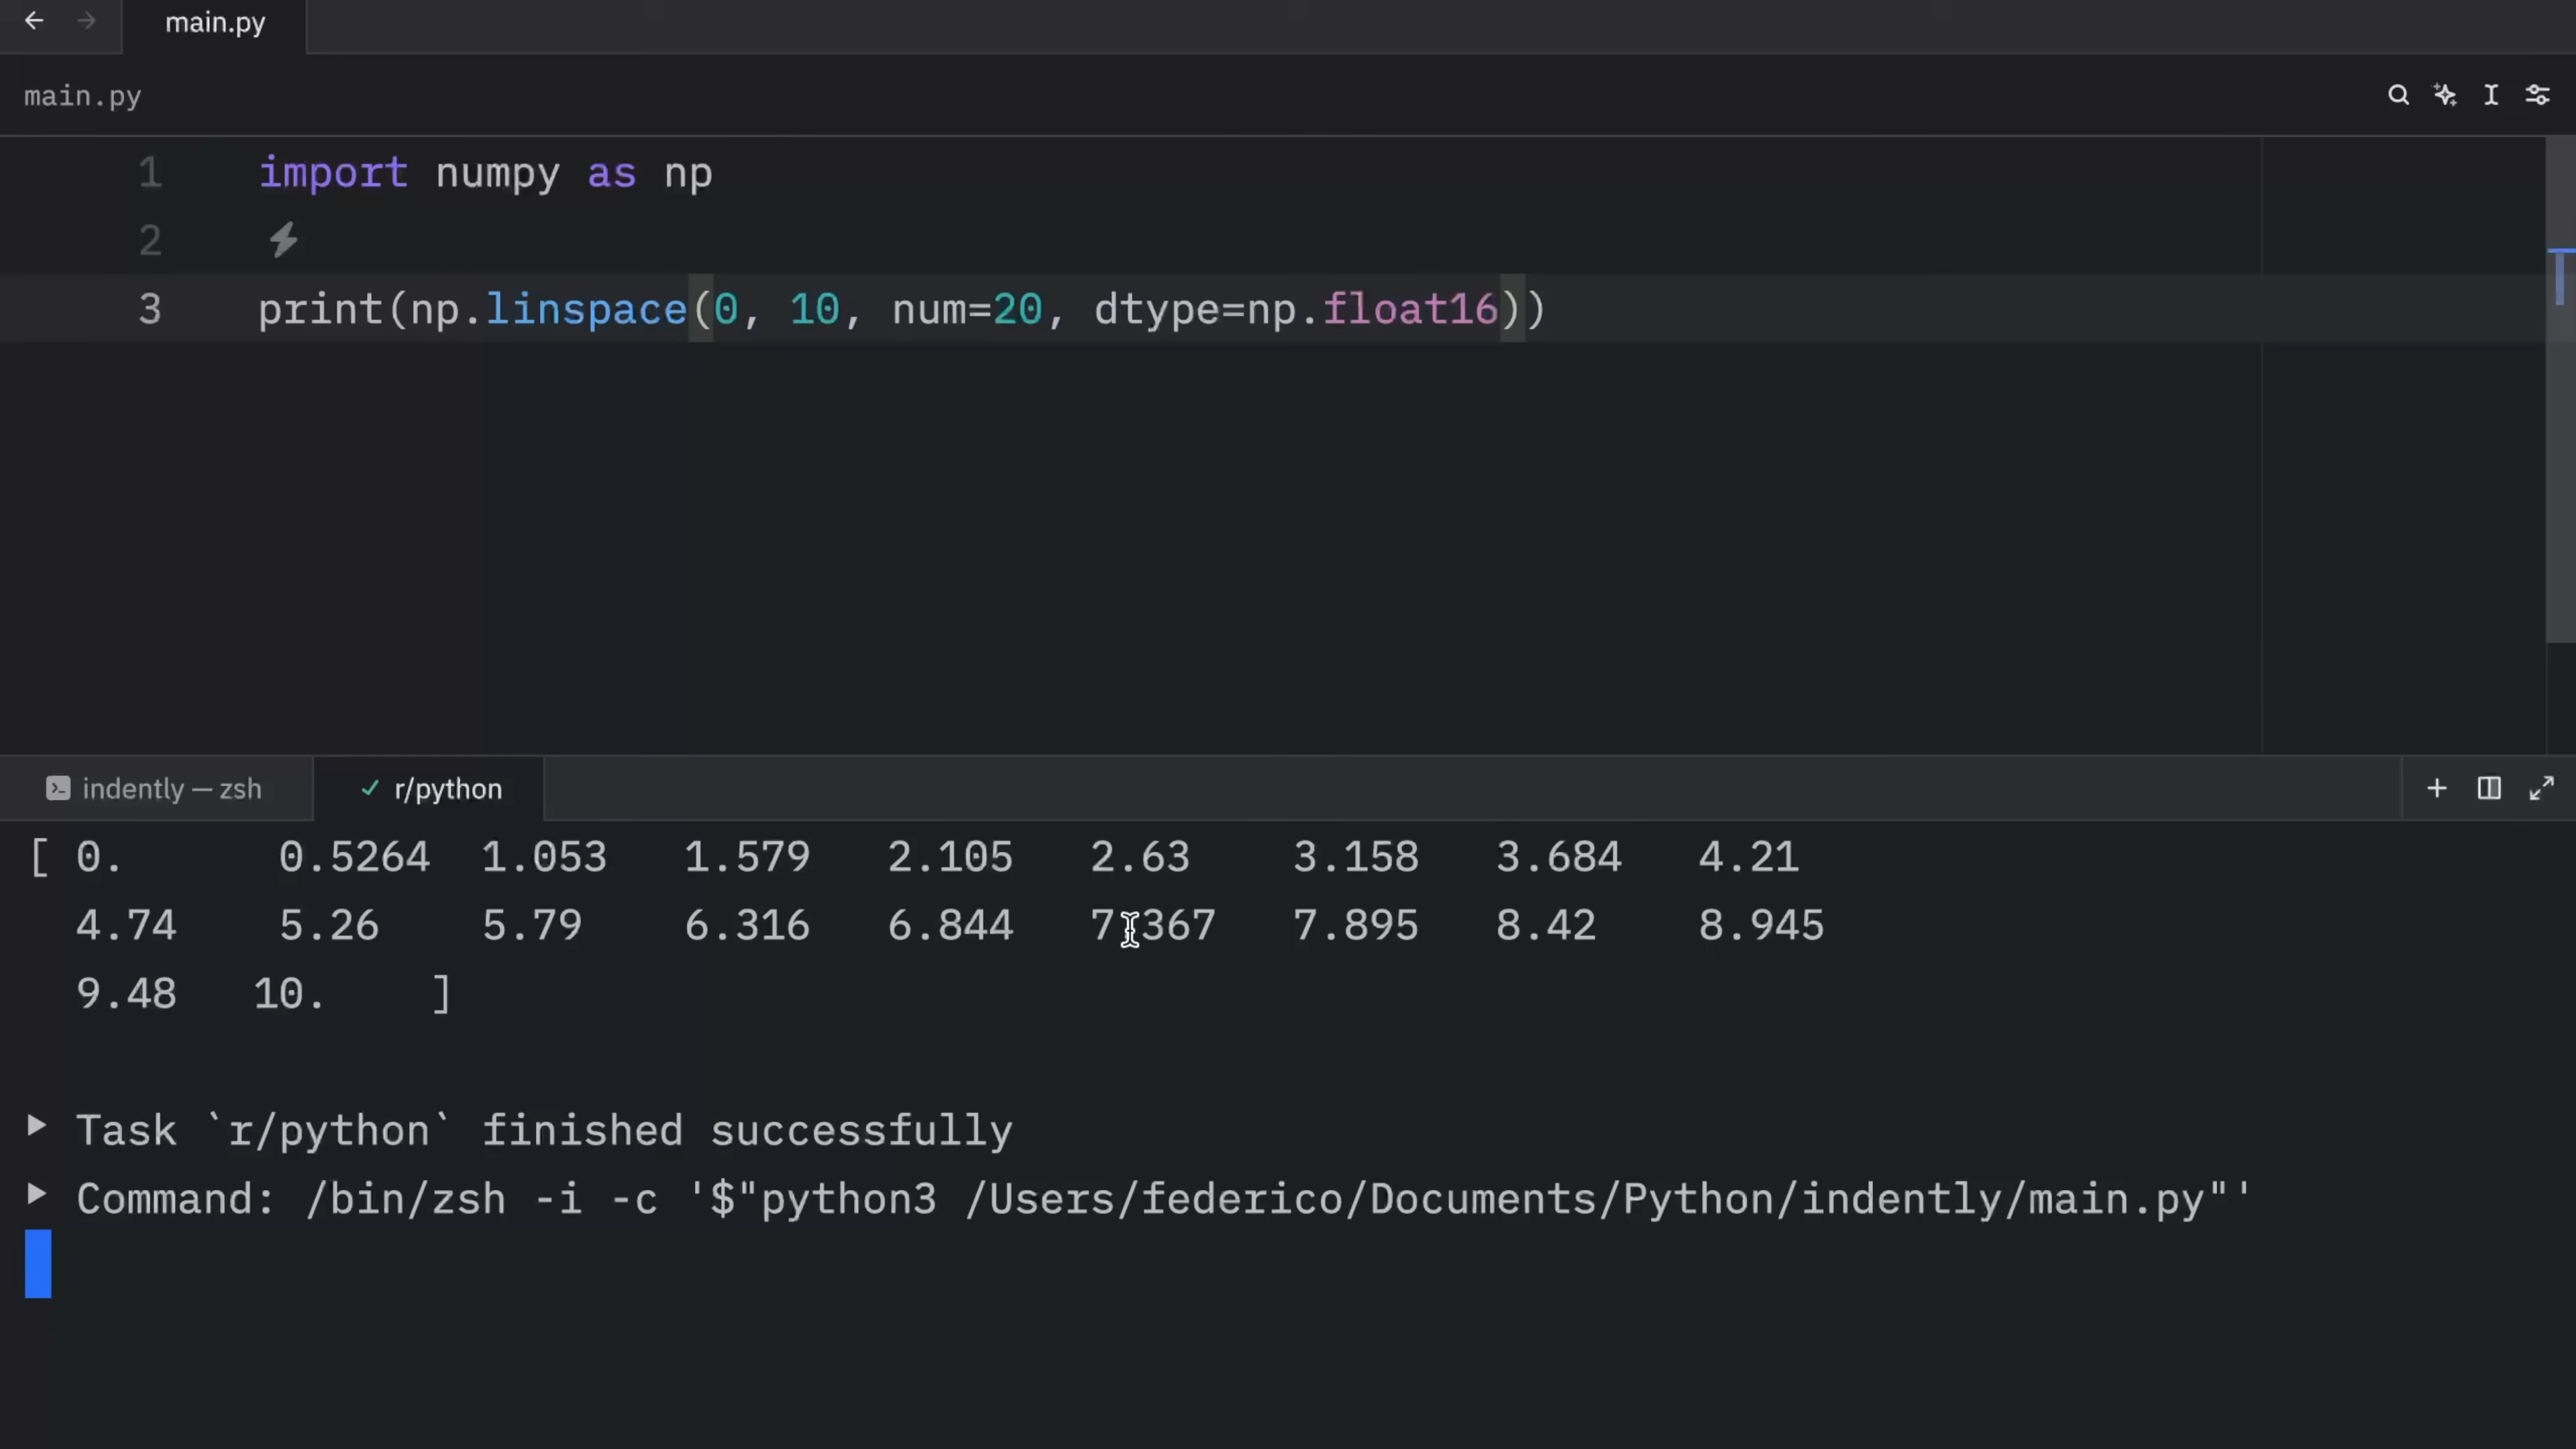 main.py
main.py
1 import numpy as np
2
3 print(np.linspace(0, 10, num=20, dtype=np.float16))
indently — zsh
r/python
[ 0. 0.5264 1.053 1.579 2.105 2.63 3.158 3.684 4.21
4.74 5.26 5.79 6.316 6.844 7.367 7.895 8.42 8.945
9.48 10. ]
Task `r/python` finished successfully
Command: /bin/zsh -i -c '$"python3 /Users/federico/Documents/Python/indently/main.py"'